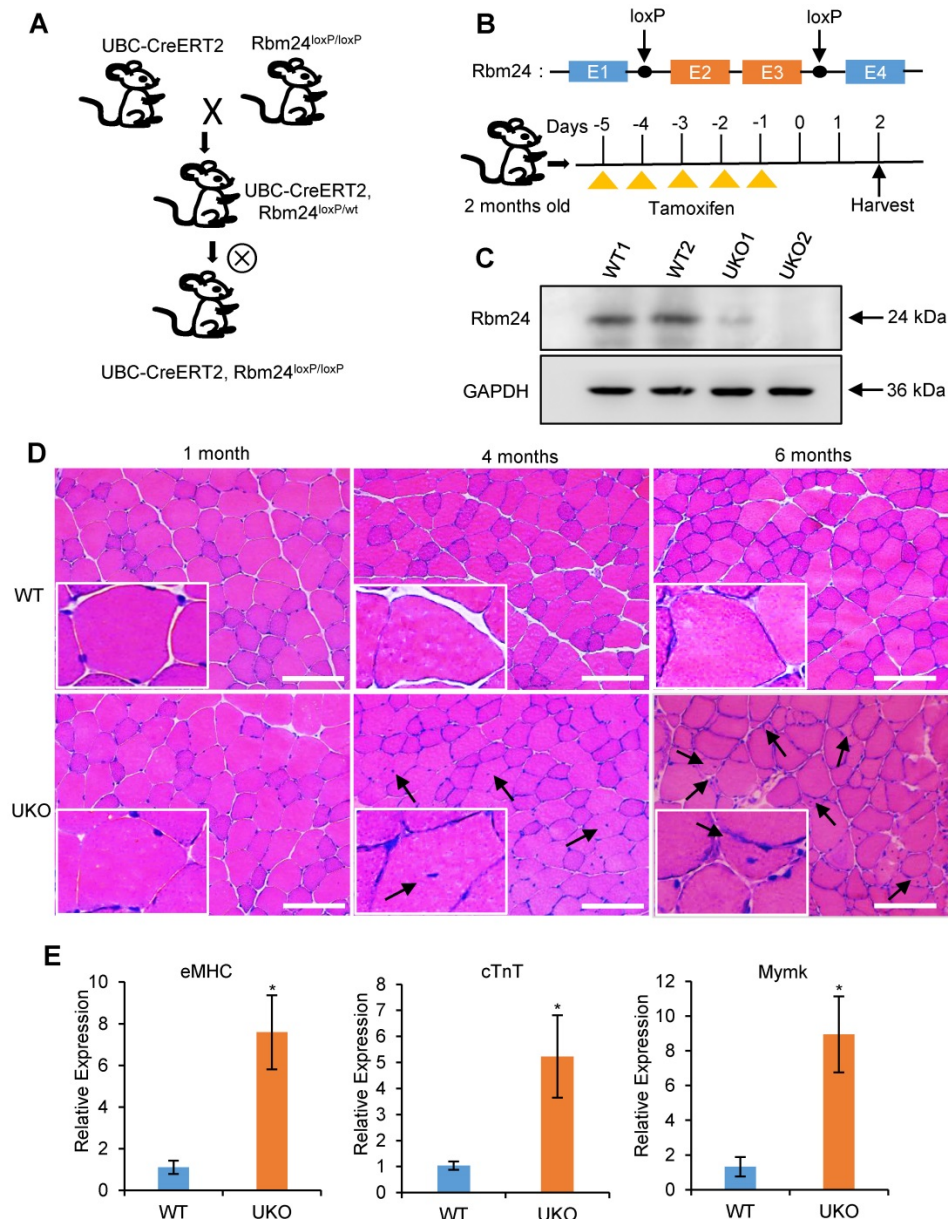 A
UBC-CreERT2
Rbm24loxP/loxP
X
UBC-CreERT2,
Rbm24loxP/wt
UBC-CreERT2, Rbm24loxP/loxP
B
loxP loxP
Rbm24 : E1 E2 E3 E4
Days -5 -4 -3 -2 -1 0 1 2
2 months old Tamoxifen Harvest
C
WT1 WT2 UKO1 UKO2
Rbm24 24 kDa
GAPDH 36 kDa
D
1 month 4 months 6 months
WT
UKO
E
eMHC
Relative Expression
10
8
6
4
2
0
*
WT UKO
cTnT
Relative Expression
8
7
6
5
4
3
2
1
0
*
WT UKO
Mymk
Relative Expression
12
10
8
6
4
2
0
*
WT UKO